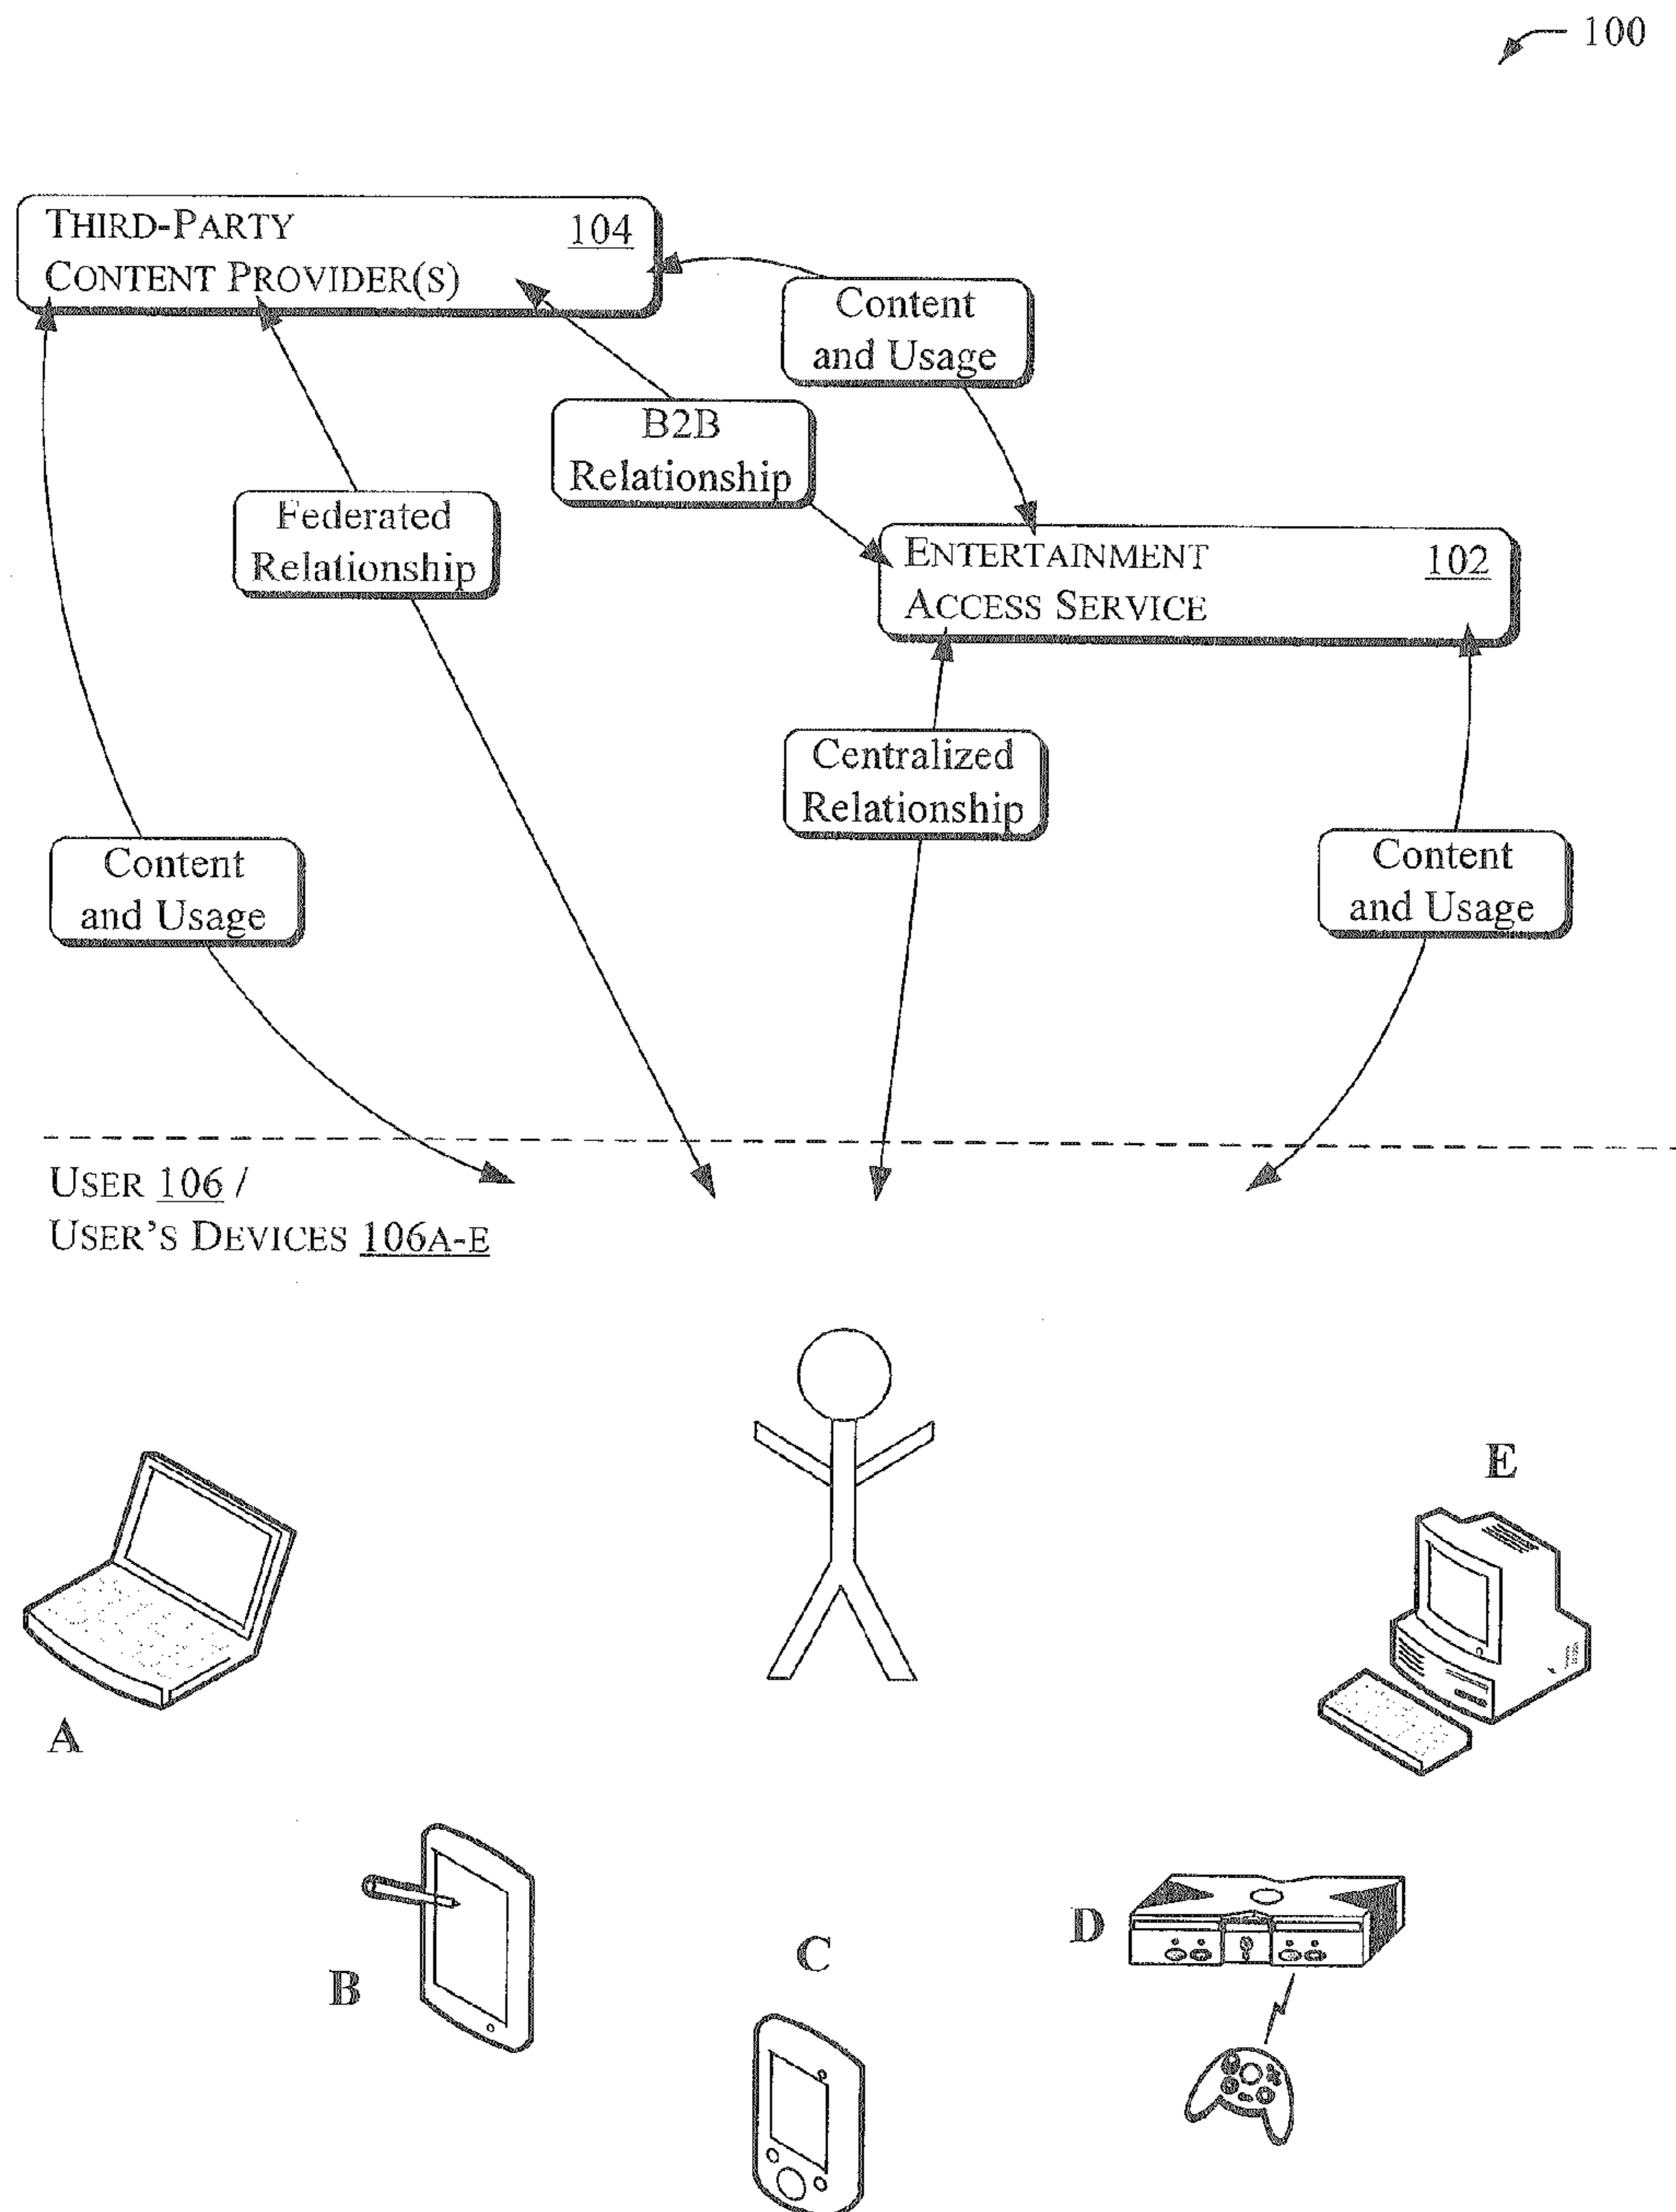 100
THIRD-PARTY 104
CONTENT PROVIDER(S)
Content
and Usage
B2B
Relationship
Federated
Relationship
ENTERTAINMENT 102
ACCESS SERVICE
Centralized
Relationship
Content
and Usage
Content
and Usage
USER 106 /
USER'S DEVICES 106A-E
E
A
B
C
D